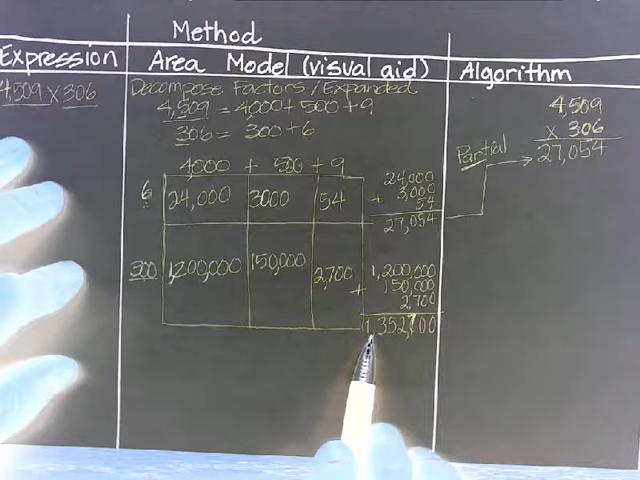 Method
Expression
Area Model (visual aid)
Algorithm
4,509 x 306
Decompose Factors / Expanded
4,509 = 4,000 + 500 + 9
306 = 300 + 6
4000 + 500 + 9
6
24,000
3000
54
24,000
+ 3,000
54
27,054
300
1,200,000
150,000
2,700
1,200,000
+ 150,000
2,700
1,352,700
Partial
4,509
x 306
27,054